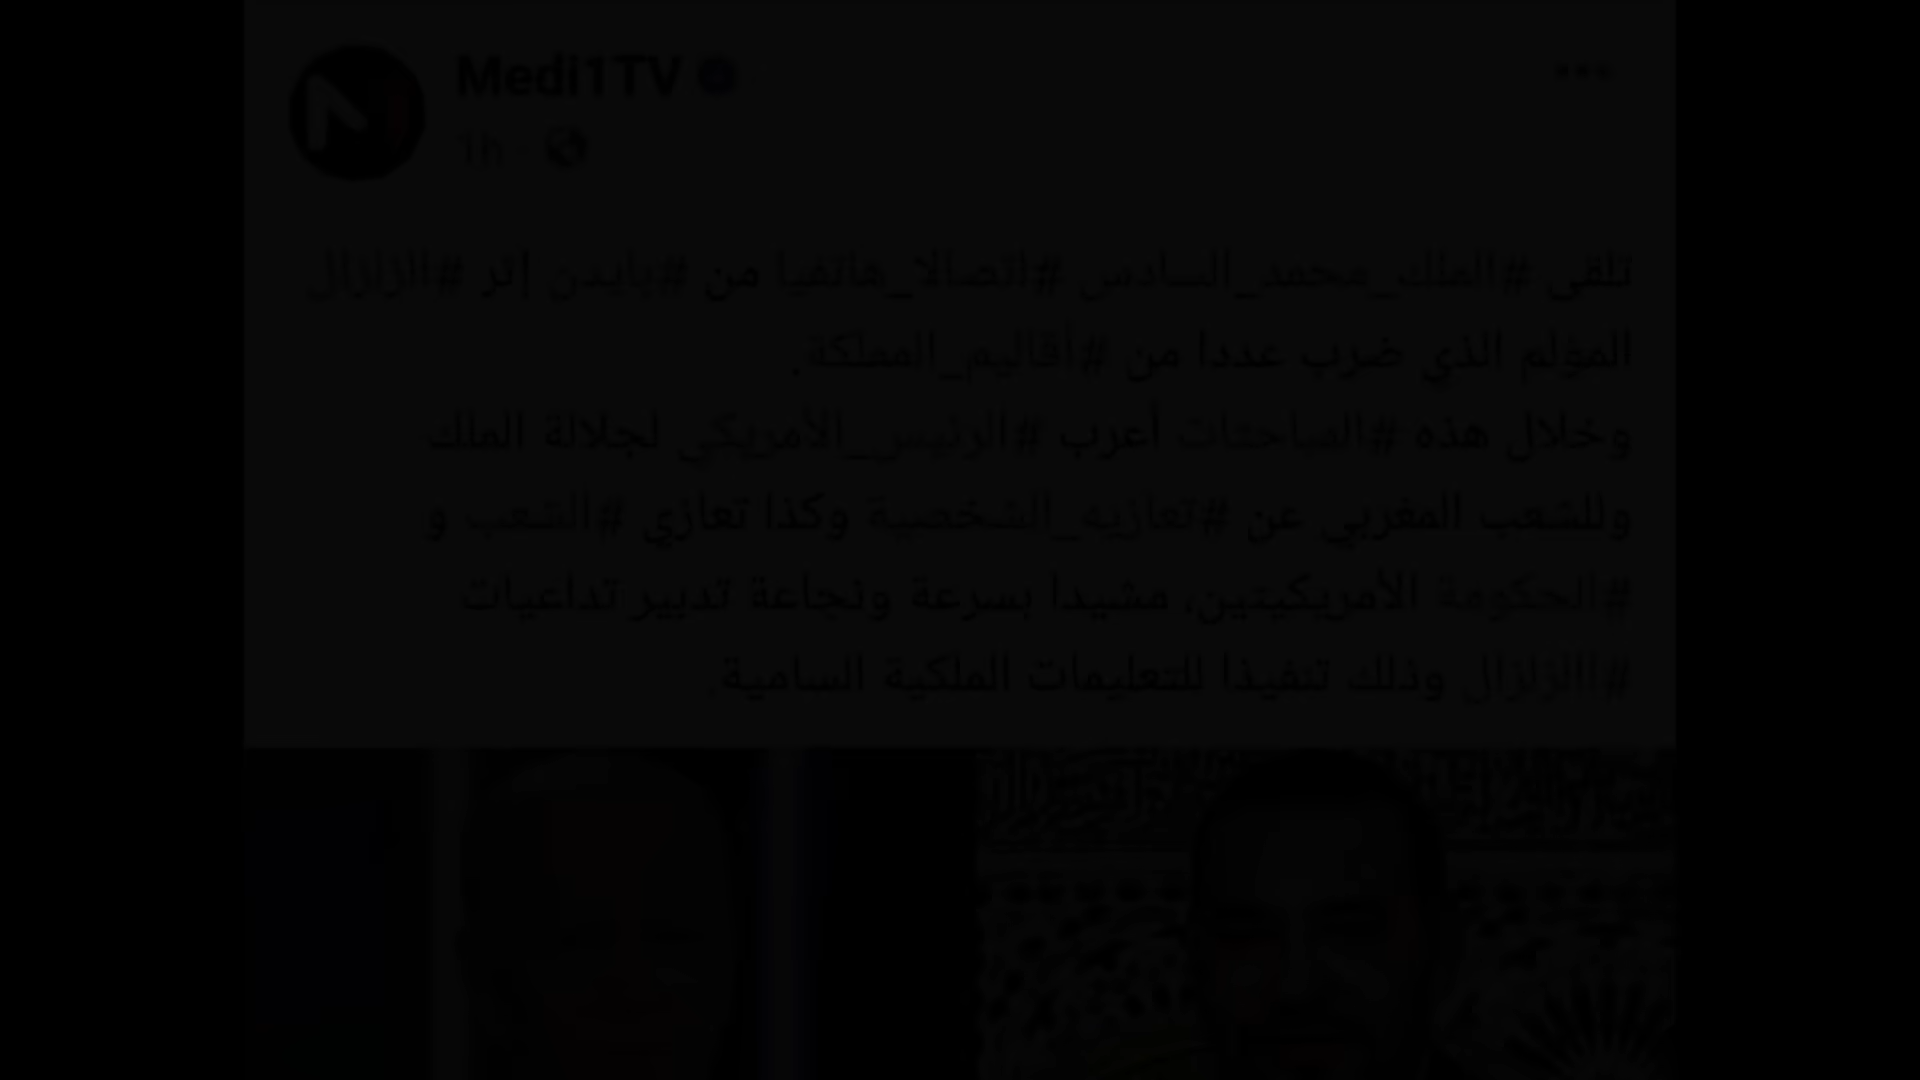 Medi1TV
1h
تلقى #الملك_محمد_السادس #اتصالا_هاتفيا من #بايدن إثر #الزلزال
المؤلم الذي ضرب عددا من #أقاليم_المملكة.
وخلال هذه #المباحثات أعرب #الرئيس_الأمريكي لجلالة الملك
وللشعب المغربي عن #تعازيه_الشخصية وكذا تعازي #الشعب و
#الحكومة الأمريكيتين، مشيدا بسرعة ونجاعة تدبير تداعيات
#الزلزال وذلك تنفيذا للتعليمات الملكية السامية.